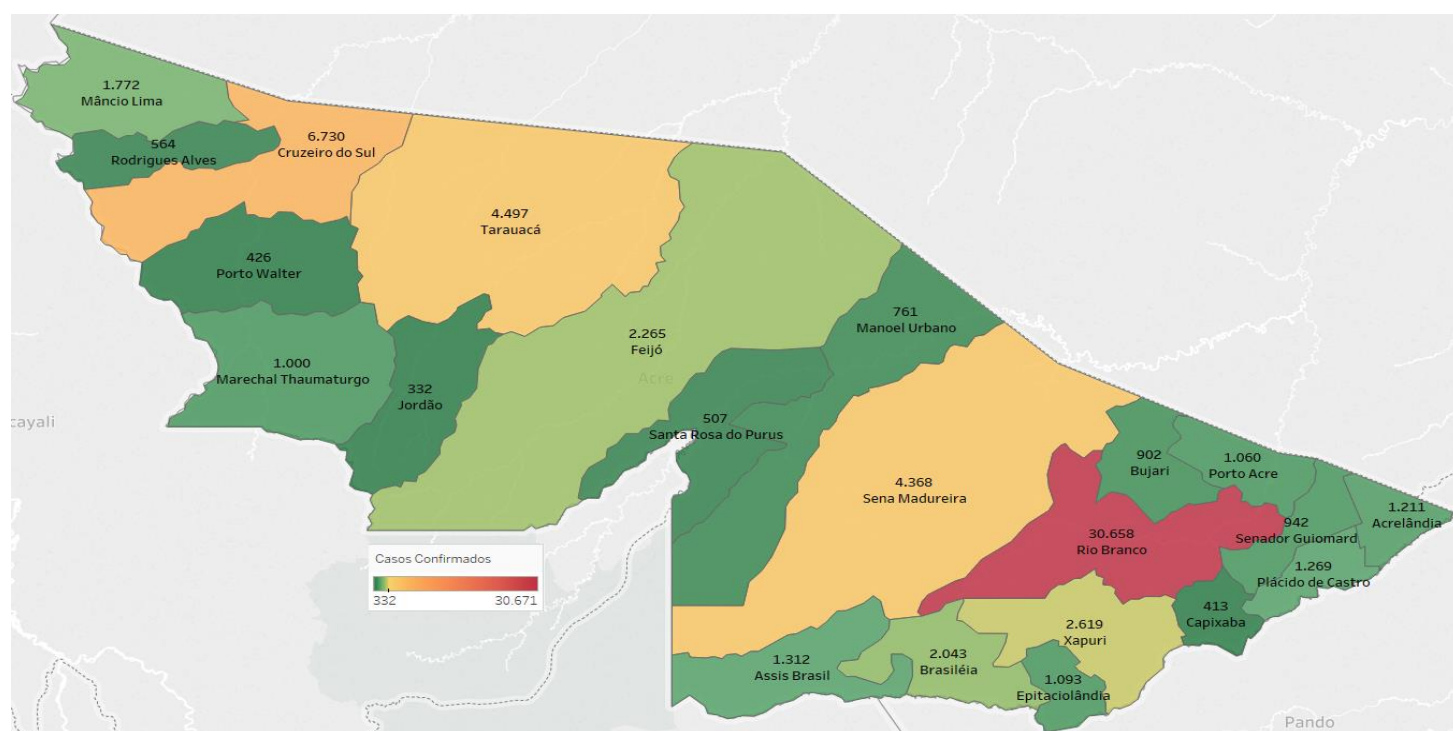 1.772
Mâncio Lima
564
Rodrigues Alves
6.730
Cruzeiro do Sul
4.497
Tarauacá
426
Porto Walter
1.000
Marechal Thaumaturgo
332
Jordão
2.265
Feijó
Acre
761
Manoel Urbano
507
Santa Rosa do Purus
cayali
4.368
Sena Madureira
902
Bujari
1.060
Porto Acre
1.211
Acrelândia
942
Senador Guiomard
30.658
Rio Branco
1.269
Plácido de Castro
413
Capixaba
2.619
Xapuri
2.043
Brasiléia
1.312
Assis Brasil
1.093
Epitaciolândia
Pando
Casos Confirmados
332 30.671